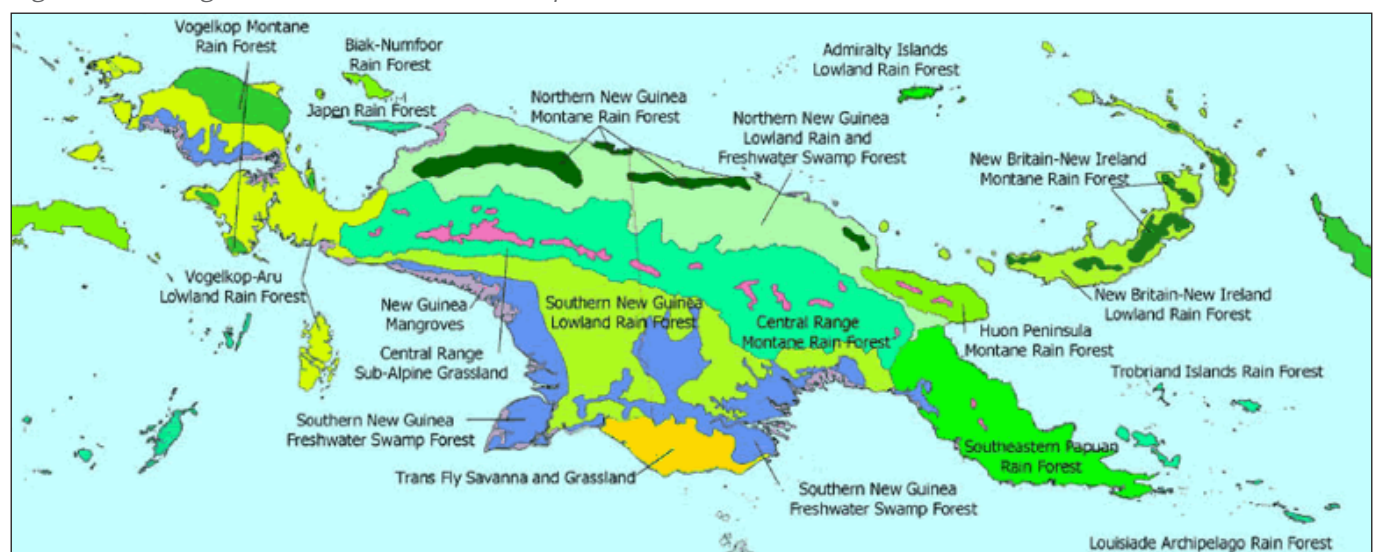 Vogelkop Montane
Rain Forest
Biak-Numfoor
Rain Forest
Japen Rain Forest
Northern New Guinea
Montane Rain Forest
Admiralty Islands
Lowland Rain Forest
Northern New Guinea
Lowland Rain and
Freshwater Swamp Forest
New Britain-New Ireland
Montane Rain Forest
Vogelkop-Aru
Lowland Rain Forest
New Guinea
Mangroves
Central Range
Sub-Alpine Grassland
Southern New Guinea
Lowland Rain Forest
Central Range
Montane Rain Forest
Huon Peninsula
Montane Rain Forest
New Britain-New Ireland
Lowland Rain Forest
Trobriand Islands Rain Forest
Southern New Guinea
Freshwater Swamp Forest
Trans Fly Savanna and Grassland
Southern New Guinea
Freshwater Swamp Forest
Southeastern Papuan
Rain Forest
Louisiade Archipelago Rain Forest